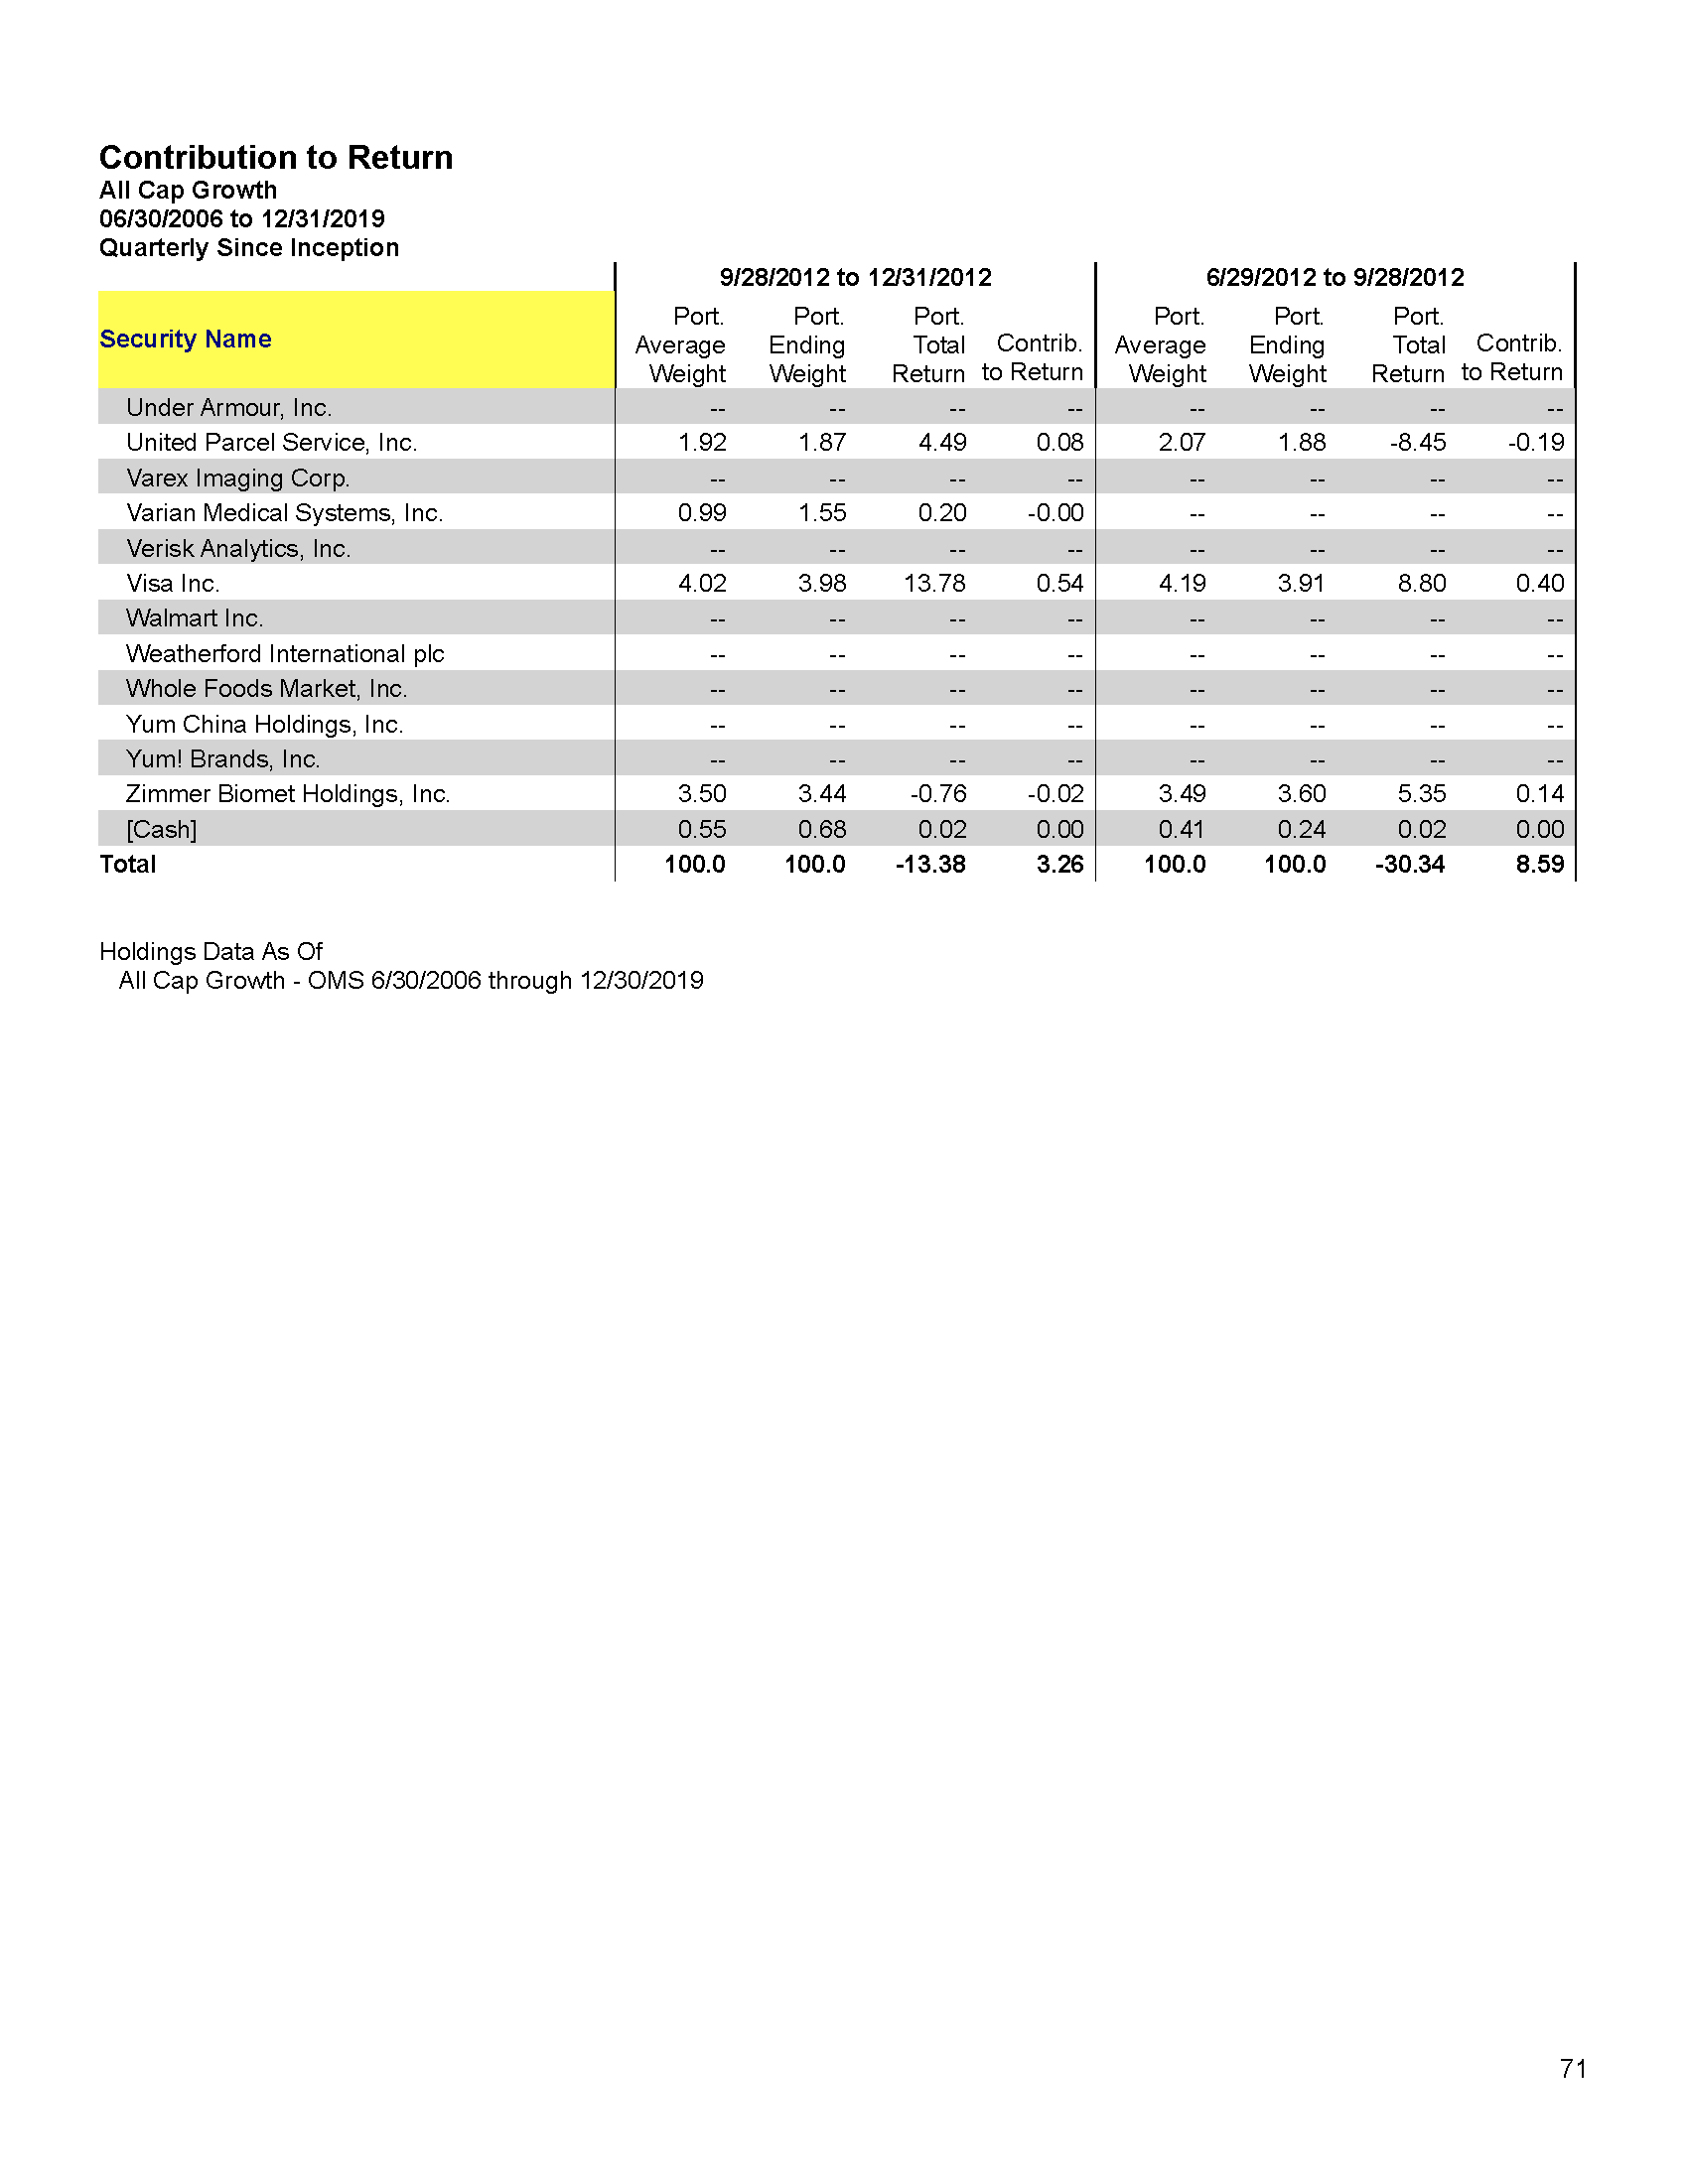 Contribution to Return
All Cap Growth
06/30/2006 to 12/31/2019
Quarterly Since Inception
9/28/2012 to 12/31/2012 6/29/2012 to 9/28/2012
Security Name Port. Average Weight Port. Ending Weight Port. Total Return Contrib. to Return Port. Average Weight Port. Ending Weight Port. Total Return Contrib. to Return
Under Armour, Inc. -- -- -- -- -- -- -- --
United Parcel Service, Inc. 1.92 1.87 4.49 0.08 2.07 1.88 -8.45 -0.19
Varex Imaging Corp. -- -- -- -- -- -- -- --
Varian Medical Systems, Inc. 0.99 1.55 0.20 -0.00 -- -- -- --
Verisk Analytics, Inc. -- -- -- -- -- -- -- --
Visa Inc. 4.02 3.98 13.78 0.54 4.19 3.91 8.80 0.40
Walmart Inc. -- -- -- -- -- -- -- --
Weatherford International plc -- -- -- -- -- -- -- --
Whole Foods Market, Inc. -- -- -- -- -- -- -- --
Yum China Holdings, Inc. -- -- -- -- -- -- -- --
Yum! Brands, Inc. -- -- -- -- -- -- -- --
Zimmer Biomet Holdings, Inc. 3.50 3.44 -0.76 -0.02 3.49 3.60 5.35 0.14
[Cash] 0.55 0.68 0.02 0.00 0.41 0.24 0.02 0.00
Total 100.0 100.0 -13.38 3.26 100.0 100.0 -30.34 8.59
Holdings Data As Of
All Cap Growth - OMS 6/30/2006 through 12/30/2019
71